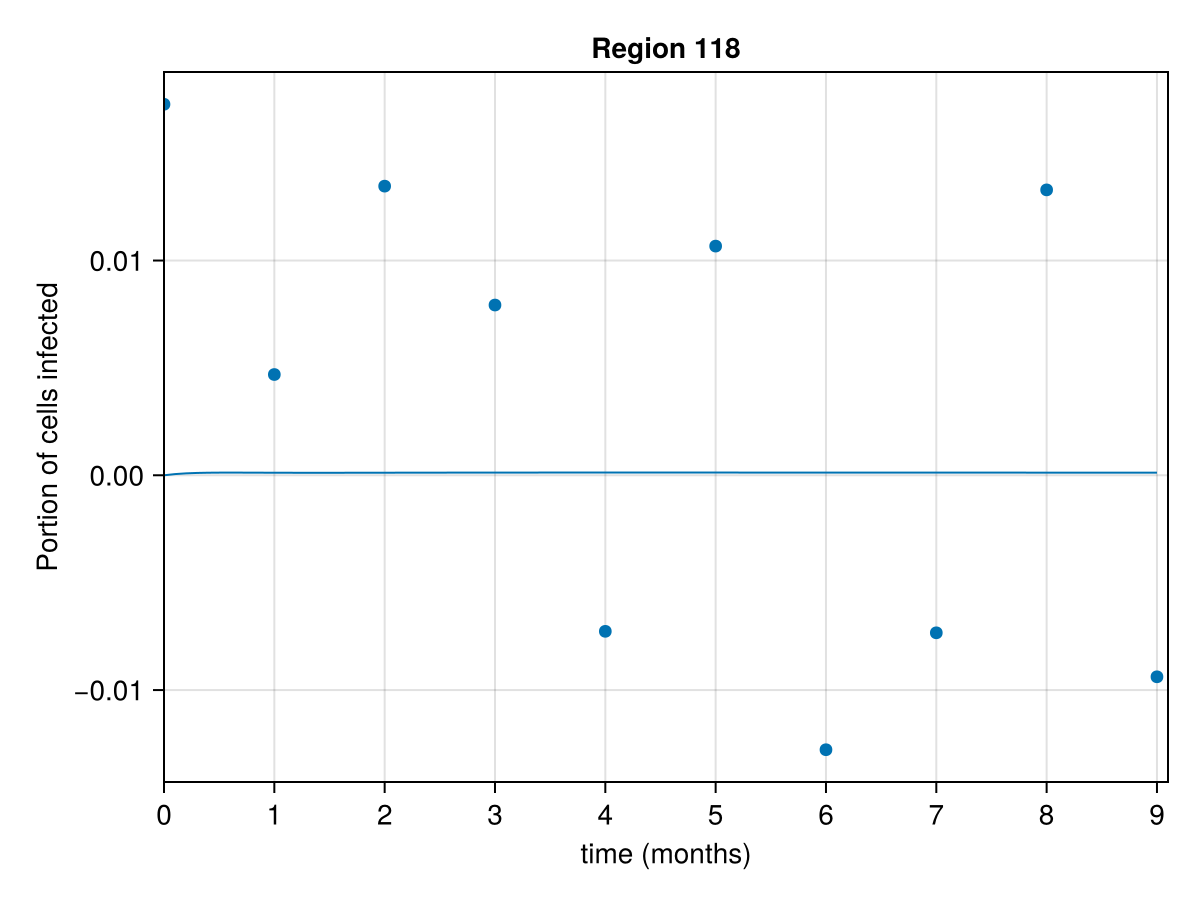 Region 118
Portion of cells infected
0.01
0.00
−0.01
0 1 2 3 4 5 6 7 8 9
time (months)